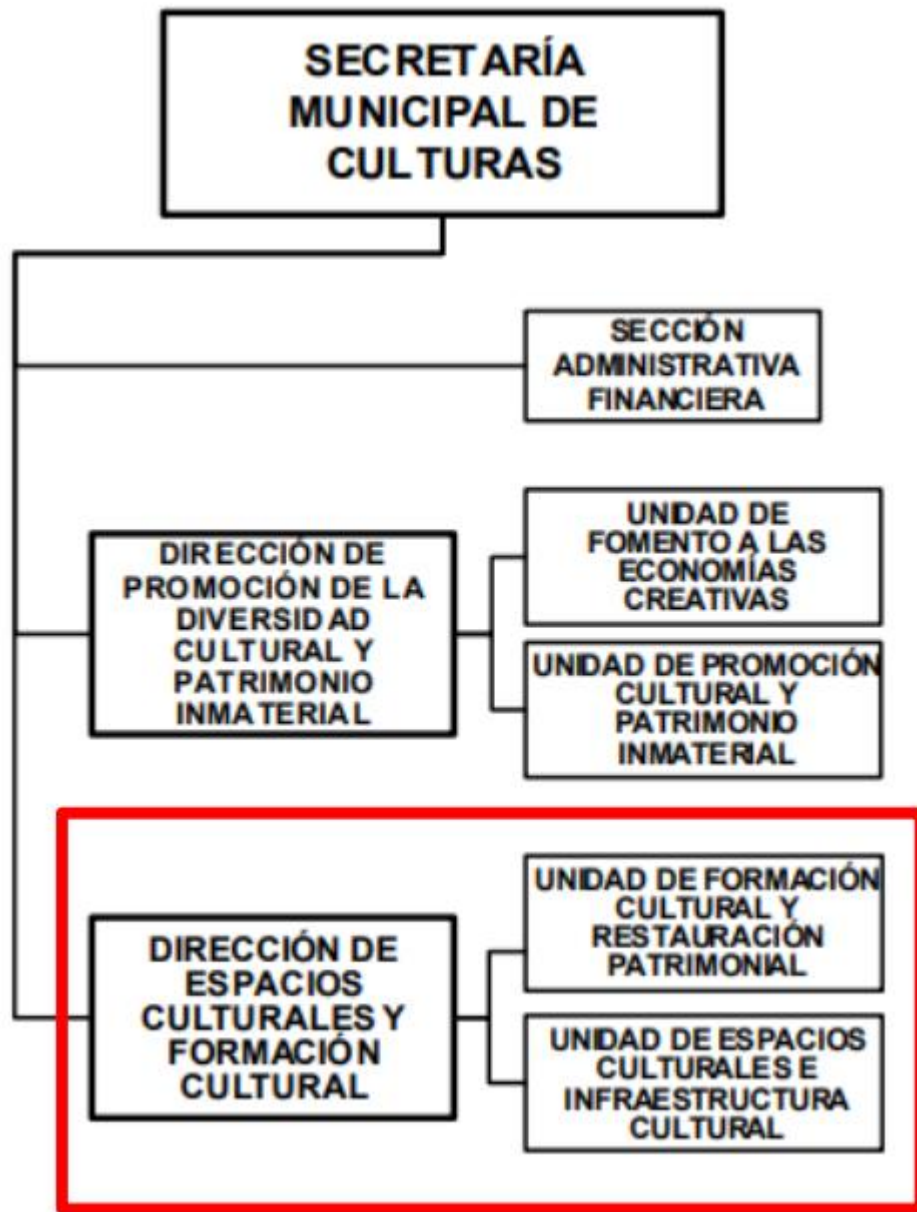 SECRETARÍA
MUNICIPAL DE
CULTURAS
SECCIÓN
ADMINISTRATIVA
FINANCIERA
DIRECCIÓN DE
PROMOCIÓN DE LA
DIVERSIDAD
CULTURAL Y
PATRIMONIO
INMATERIAL
UNIDAD DE
FOMENTO A LAS
ECONOMÍAS
CREATIVAS
UNIDAD DE PROMOCIÓN
CULTURAL Y
PATRIMONIO
INMATERIAL
DIRECCIÓN DE
ESPACIOS
CULTURALES Y
FORMACIÓN
CULTURAL
UNIDAD DE FORMACIÓN
CULTURAL Y
RESTAURACIÓN
PATRIMONIAL
UNIDAD DE ESPACIOS
CULTURALES E
INFRAESTRUCTURA
CULTURAL